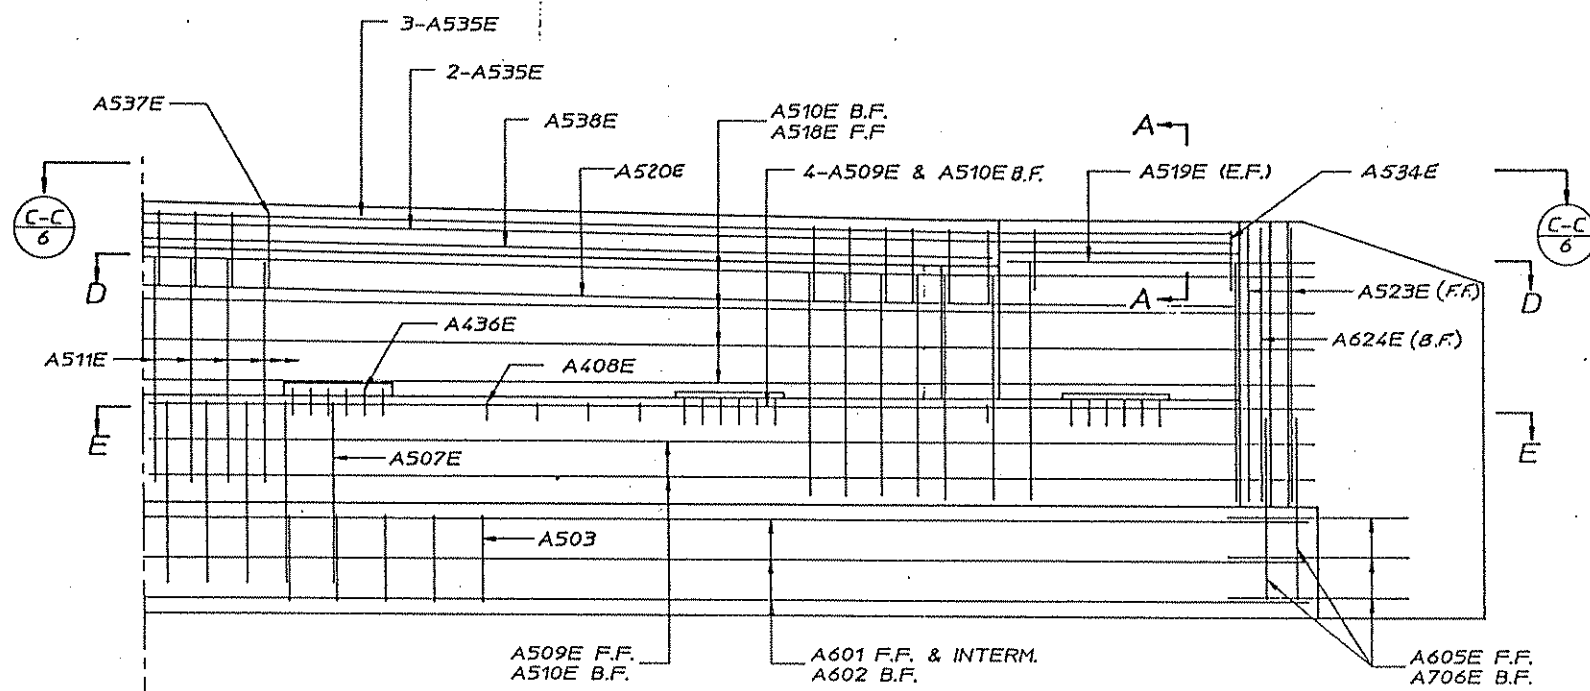 3-A535E
2-A535E
A537E
A538E
A510E B.F.
A518E F.F
A
A520E
4-A509E & A510E B.F.
A519E (E.F.)
A534E
C-C
6
C-C
6
D
A
A523E (F.F.)
D
A436E
A624E (B.F.)
A511E
A408E
E
A507E
E
A503
A509E F.F.
A510E B.F.
A601 F.F. & INTERM.
A602 B.F.
A605E F.F.
A706E B.F.